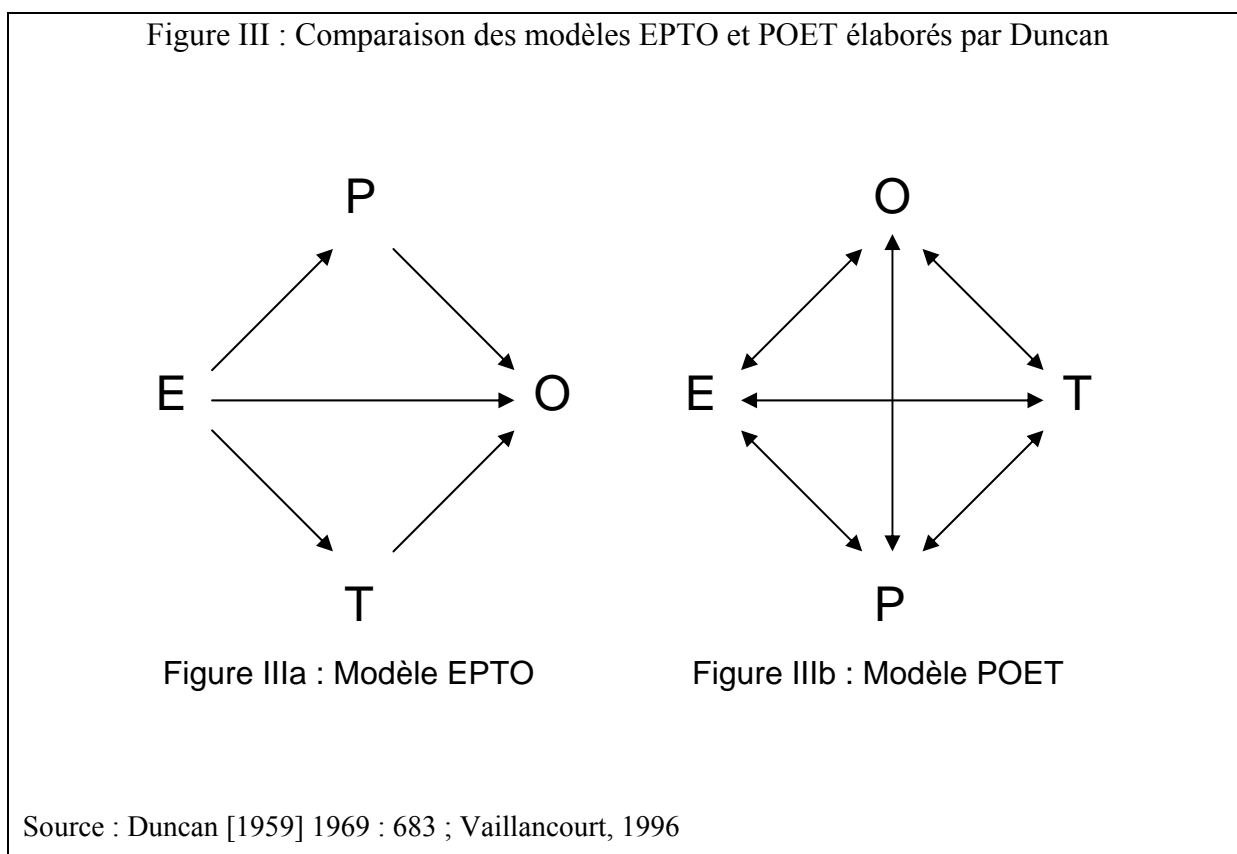 Figure III : Comparaison des modèles EPTO et POET élaborés par Duncan
P
E
O
T
Figure IIIa : Modèle EPTO
O
E
T
P
Figure IIIb : Modèle POET
Source : Duncan [1959] 1969 : 683 ; Vaillancourt, 1996